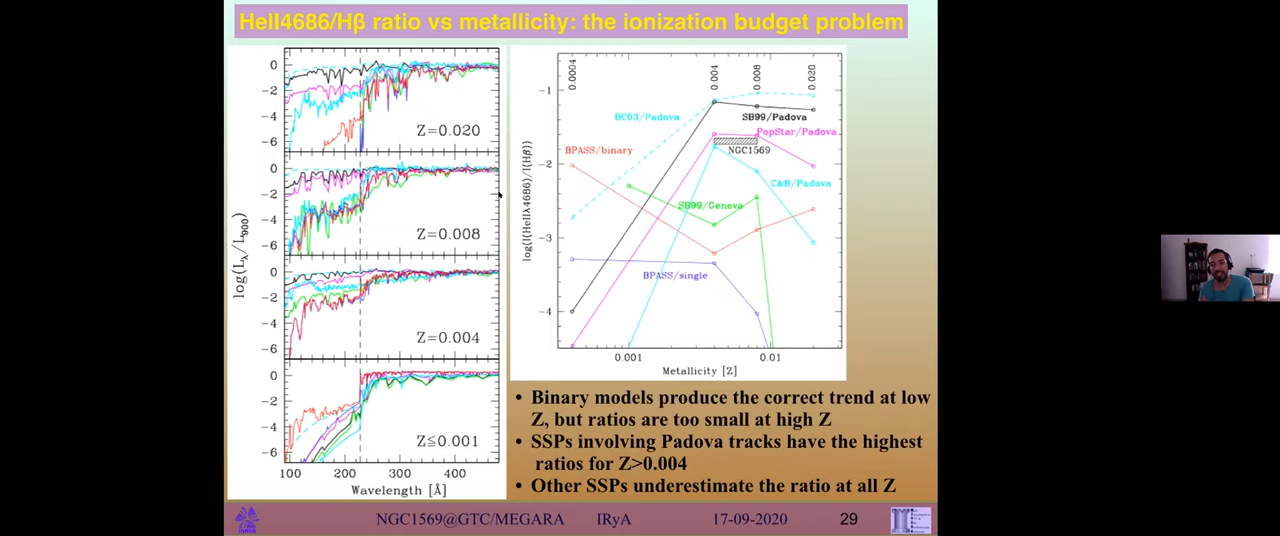 HeII4686/Hβ ratio vs metallicity: the ionization budget problem
log(Lλ/L900)
0
−2
−4
−6
Z=0.020
0
−2
−4
−6
Z=0.008
0
−2
−4
−6
Z=0.004
0
−2
−4
−6
Z≦0.001
100 200 300 400
Wavelength [Å]
log(I(HeIIλ4686)/I(Hβ))
0.0004
0.004
0.008
0.020
−1
−2
−3
−4
BC03/Padova
SB99/Padova
PopStar/Padova
NGC1569
BPASS/binary
C&B/Padova
SB99/Geneva
BPASS/single
0.001 0.01
Metallicity [Z]
• Binary models produce the correct trend at low
Z, but ratios are too small at high Z
• SSPs involving Padova tracks have the highest
ratios for Z>0.004
• Other SSPs underestimate the ratio at all Z
NGC1569@GTC/MEGARA IRyA 17-09-2020 29